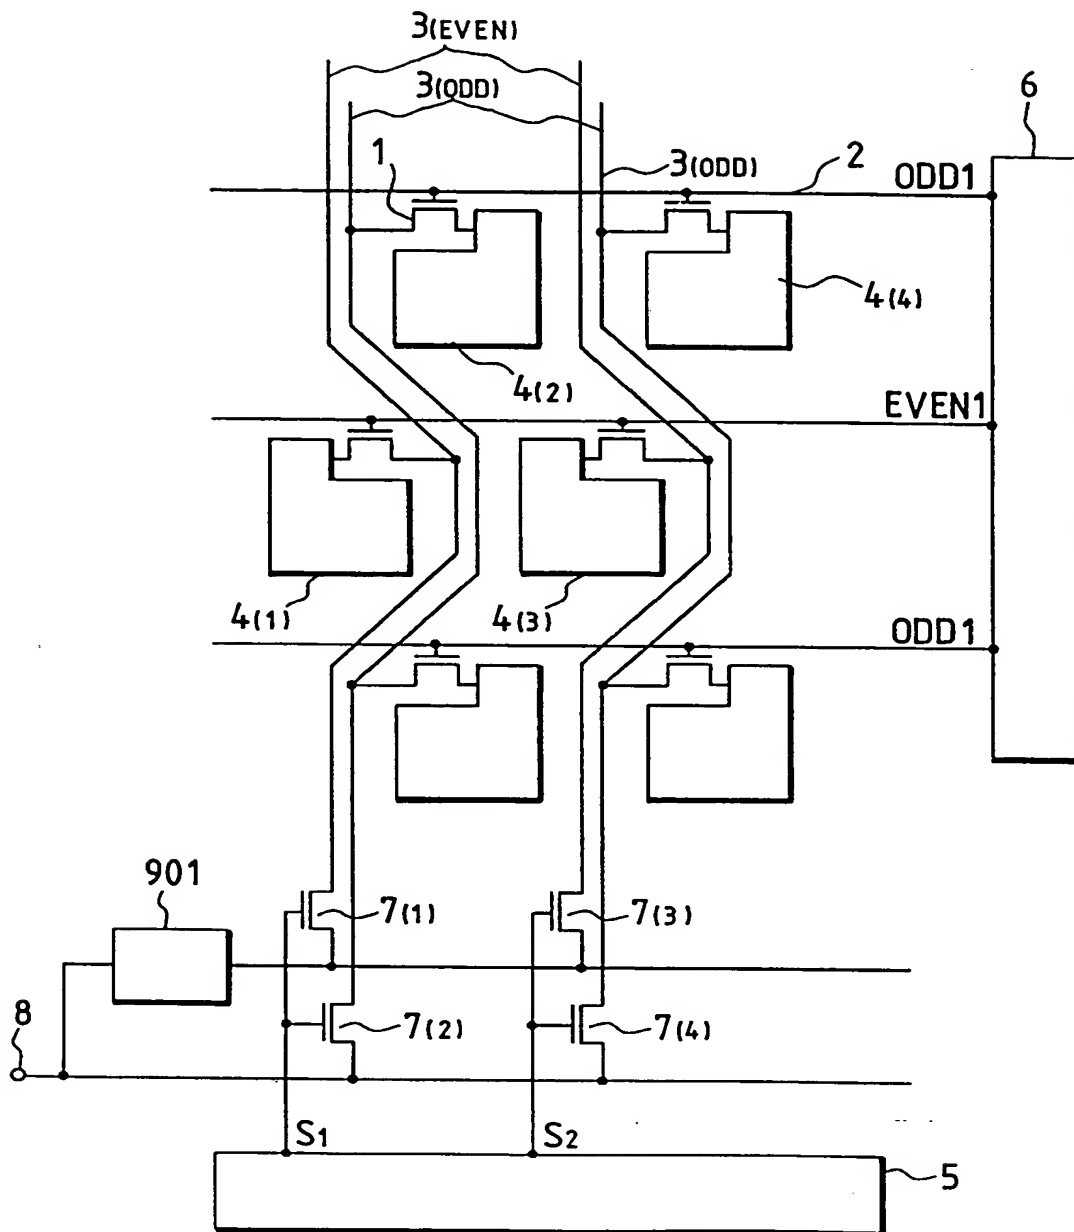 3(EVEN)
3(ODD)
6
1
3(ODD)
2
ODD1
4(4)
4(2)
EVEN1
4(1)
4(3)
ODD1
901
7(1)
7(3)
8
7(2)
7(4)
S1
S2
5